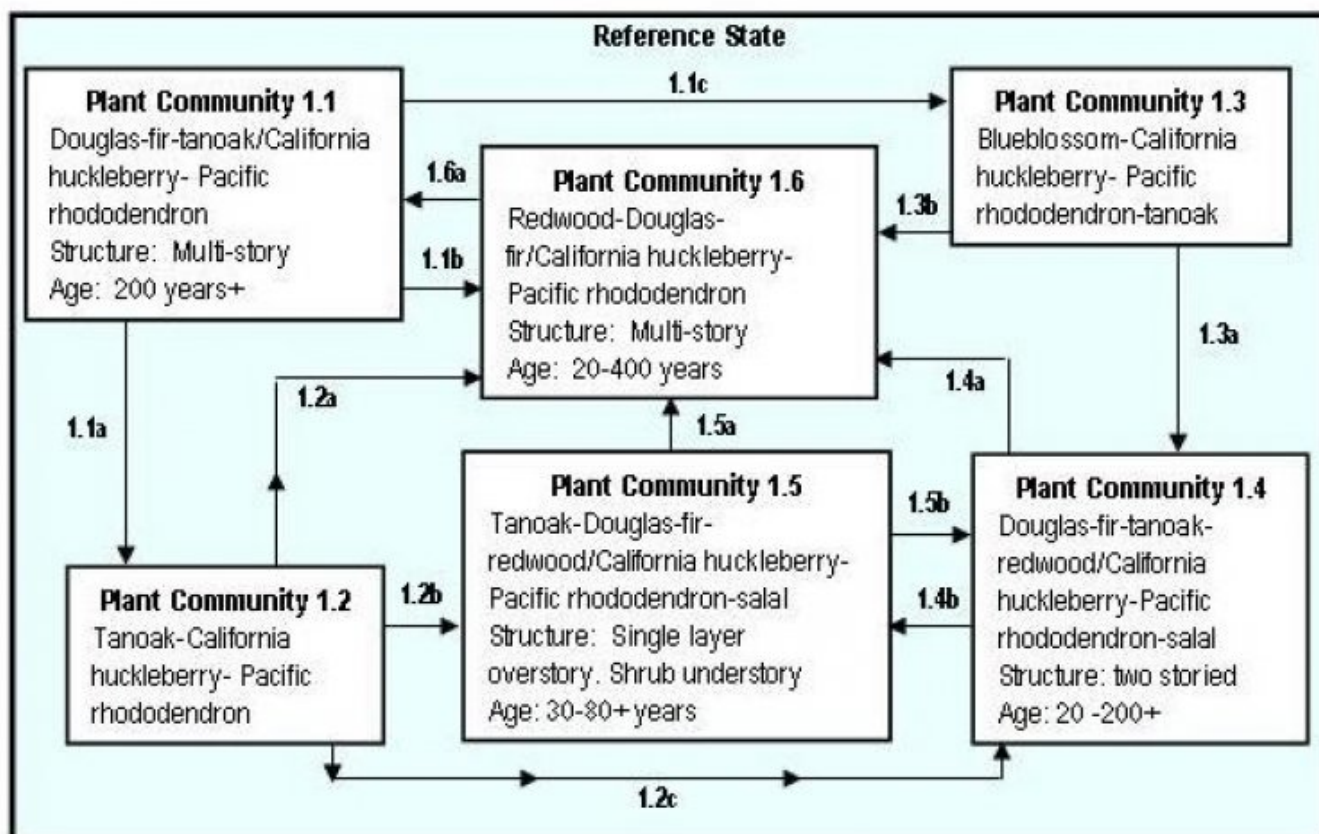 Reference State
Plant Community 1.1
Douglas-fir-tanoak/California
huckleberry- Pacific
rhododendron
Structure: Multi-story
Age: 200 years+
1.1c
Plant Community 1.3
Blueblossom-California
huckleberry- Pacific
rhododendron-tanoak
1.6a
1.1b
Plant Community 1.6
Redwood-Douglas-
fir/California huckleberry-
Pacific rhododendron
Structure: Multi-story
Age: 20-400 years
1.3b
1.3a
1.1a
1.2a
1.5a
1.4a
Plant Community 1.2
Tanoak-California
huckleberry- Pacific
rhododendron
1.2b
Plant Community 1.5
Tanoak-Douglas-fir-
redwood/California huckleberry-
Pacific rhododendron-salal
Structure: Single layer
overstory. Shrub understory
Age: 30-80+ years
1.5b
1.4b
Plant Community 1.4
Douglas-fir-tanoak-
redwood/California
huckleberry-Pacific
rhododendron-salal
Structure: two storied
Age: 20 -200+
1.2c